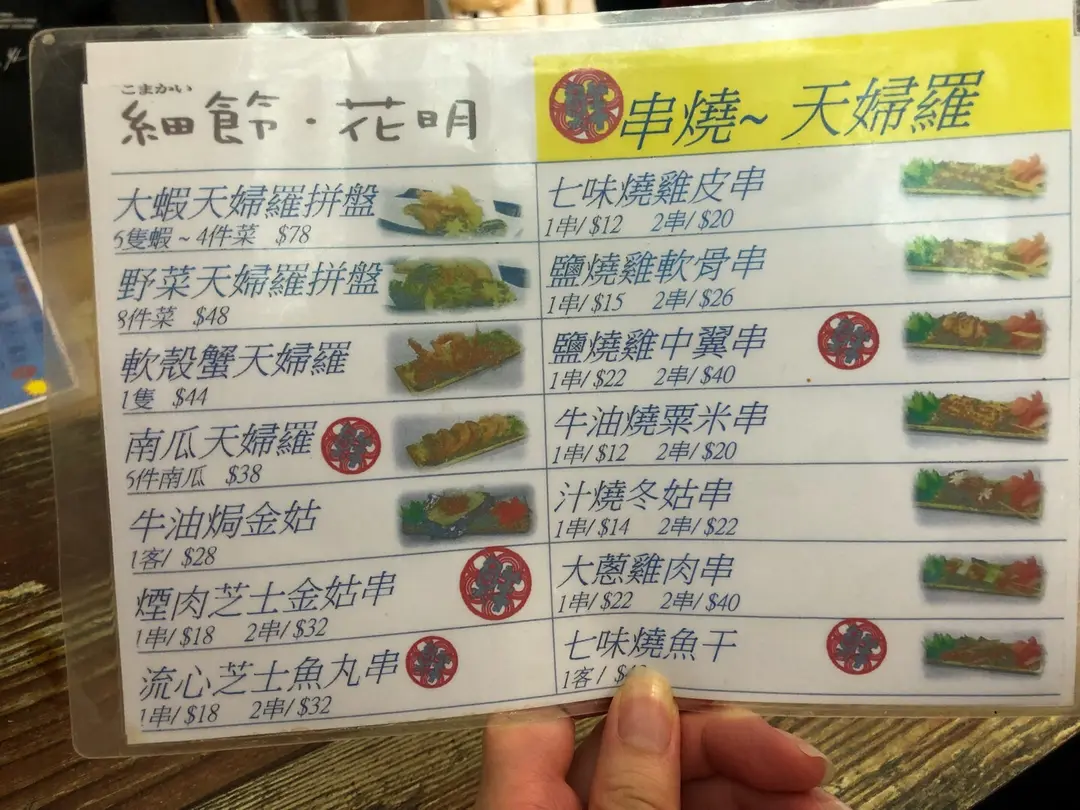 こまかい
細飾·花明
串燒~ 天婦羅
大蝦天婦羅拼盤
5隻蝦 ~ 4件菜 $78
野菜天婦羅拼盤
8件菜 $48
軟殼蟹天婦羅
1隻 $44
南瓜天婦羅
5件南瓜 $38
牛油焗金姑
1客/ $28
煙肉芝士金姑串
1串/ $18 2串/ $32
流心芝士魚丸串
1串/ $18 2串/ $32
七味燒雞皮串
1串/ $12 2串/ $20
鹽燒雞軟骨串
1串/ $15 2串/ $26
鹽燒雞中翼串
1串/ $22 2串/ $40
牛油燒粟米串
1串/ $12 2串/ $20
汁燒冬姑串
1串/ $14 2串/ $22
大蔥雞肉串
1串/ $22 2串/ $40
七味燒魚干
1客 /